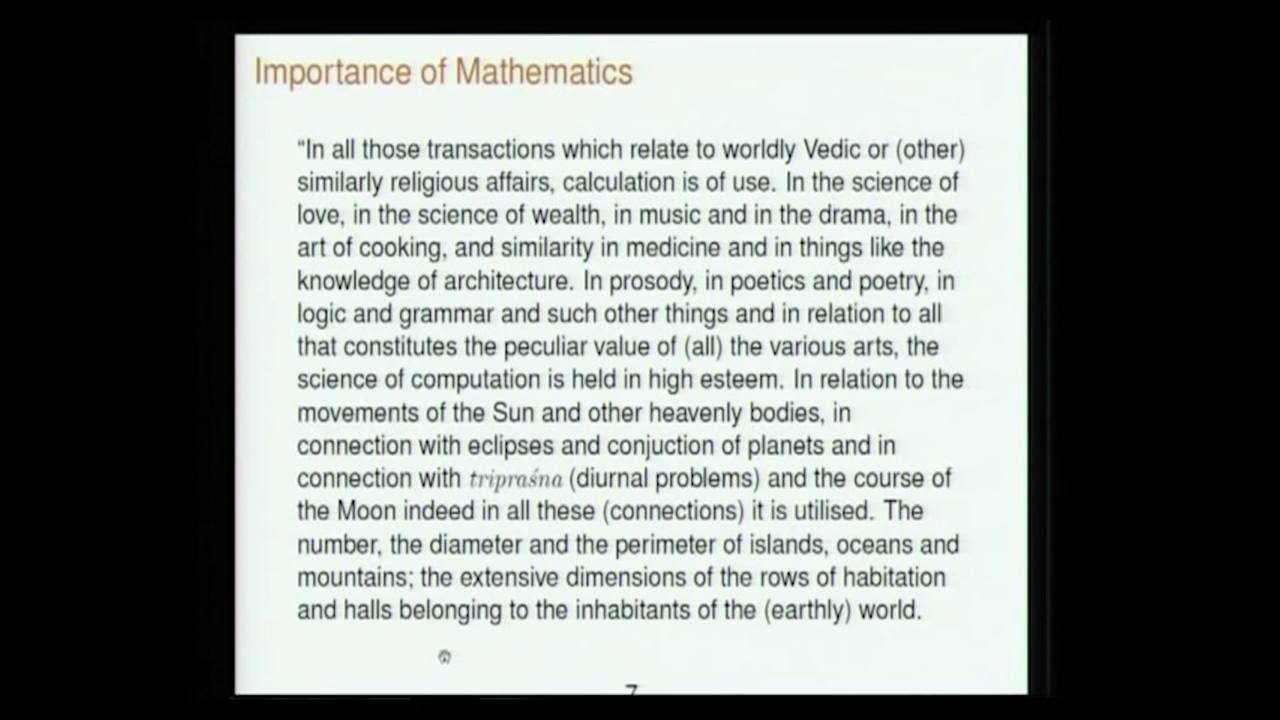 Importance of Mathematics
“In all those transactions which relate to worldly Vedic or (other)
similarly religious affairs, calculation is of use. In the science of
love, in the science of wealth, in music and in the drama, in the
art of cooking, and similarity in medicine and in things like the
knowledge of architecture. In prosody, in poetics and poetry, in
logic and grammar and such other things and in relation to all
that constitutes the peculiar value of (all) the various arts, the
science of computation is held in high esteem. In relation to the
movements of the Sun and other heavenly bodies, in
connection with eclipses and conjuction of planets and in
connection with tripraśna (diurnal problems) and the course of
the Moon indeed in all these (connections) it is utilised. The
number, the diameter and the perimeter of islands, oceans and
mountains; the extensive dimensions of the rows of habitation
and halls belonging to the inhabitants of the (earthly) world.
7